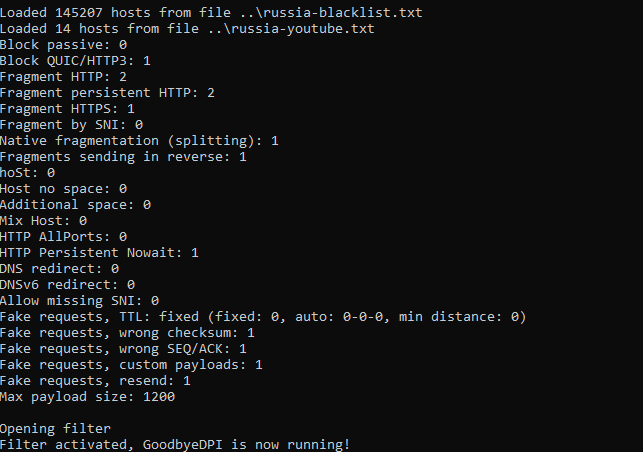 Loaded 145207 hosts from file ..\russia-blacklist.txt
Loaded 14 hosts from file ..\russia-youtube.txt
Block passive: 0
Block QUIC/HTTP3: 1
Fragment HTTP: 2
Fragment persistent HTTP: 2
Fragment HTTPS: 1
Fragment by SNI: 0
Native fragmentation (splitting): 1
Fragments sending in reverse: 1
hoSt: 0
Host no space: 0
Additional space: 0
Mix Host: 0
HTTP AllPorts: 0
HTTP Persistent Nowait: 1
DNS redirect: 0
DNSv6 redirect: 0
Allow missing SNI: 0
Fake requests, TTL: fixed (fixed: 0, auto: 0-0-0, min distance: 0)
Fake requests, wrong checksum: 1
Fake requests, wrong SEQ/ACK: 1
Fake requests, custom payloads: 1
Fake requests, resend: 1
Max payload size: 1200
Opening filter
Filter activated, GoodbyeDPI is now running!